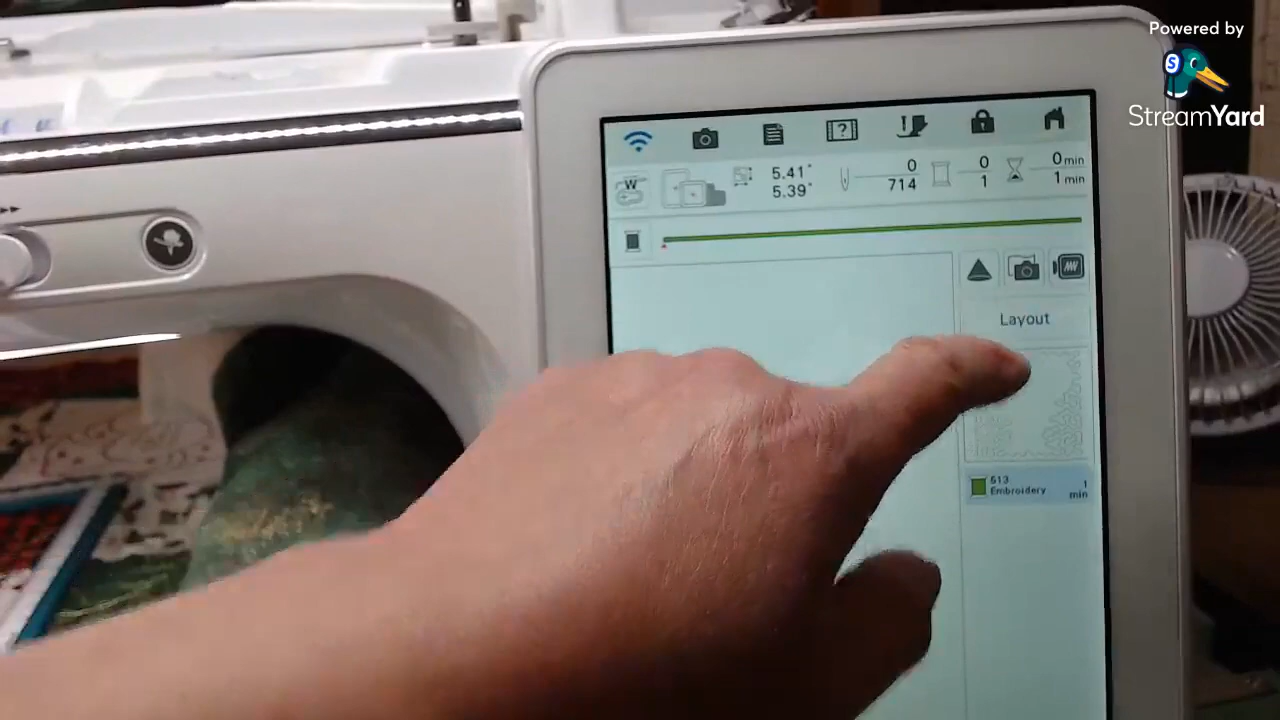 Powered by
StreamYard
W
5.41"
5.39"
0
714
0
1
0 min
1 min
Layout
513
Embroidery
1
min